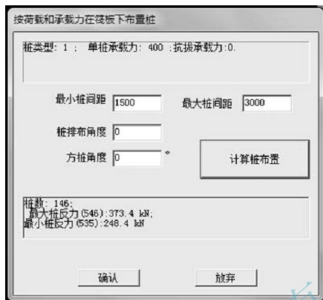 按荷载和承载力在筏板下布置桩
桩类型: 1 ; 单桩承载力: 400 ;抗拔承载力:0.
最小桩间距 1500 最大桩间距 3000
桩排布角度 0
方桩角度 0 ° 计算桩布置
桩数: 146;
最大桩反力(546):373.4 kN;
最小桩反力(535):248.4 kN
确认 放弃